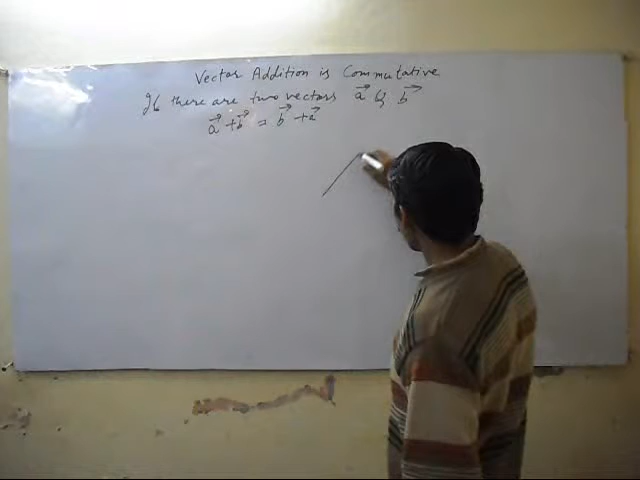 Vector Addition is Commutative
If there are two vectors a⃗ & b⃗
a⃗ + b⃗ = b⃗ + a⃗